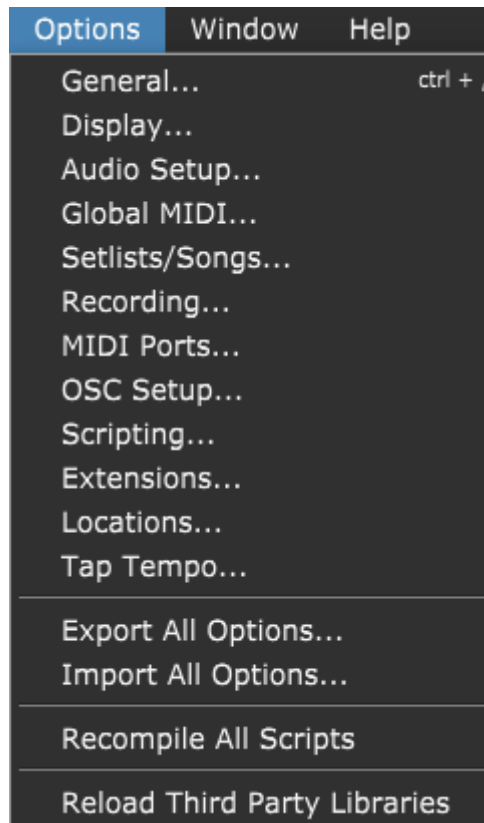 Options Window Help
General... ctrl +
Display...
Audio Setup...
Global MIDI...
Setlists/Songs...
Recording...
MIDI Ports...
OSC Setup...
Scripting...
Extensions...
Locations...
Tap Tempo...
Export All Options...
Import All Options...
Recompile All Scripts
Reload Third Party Libraries